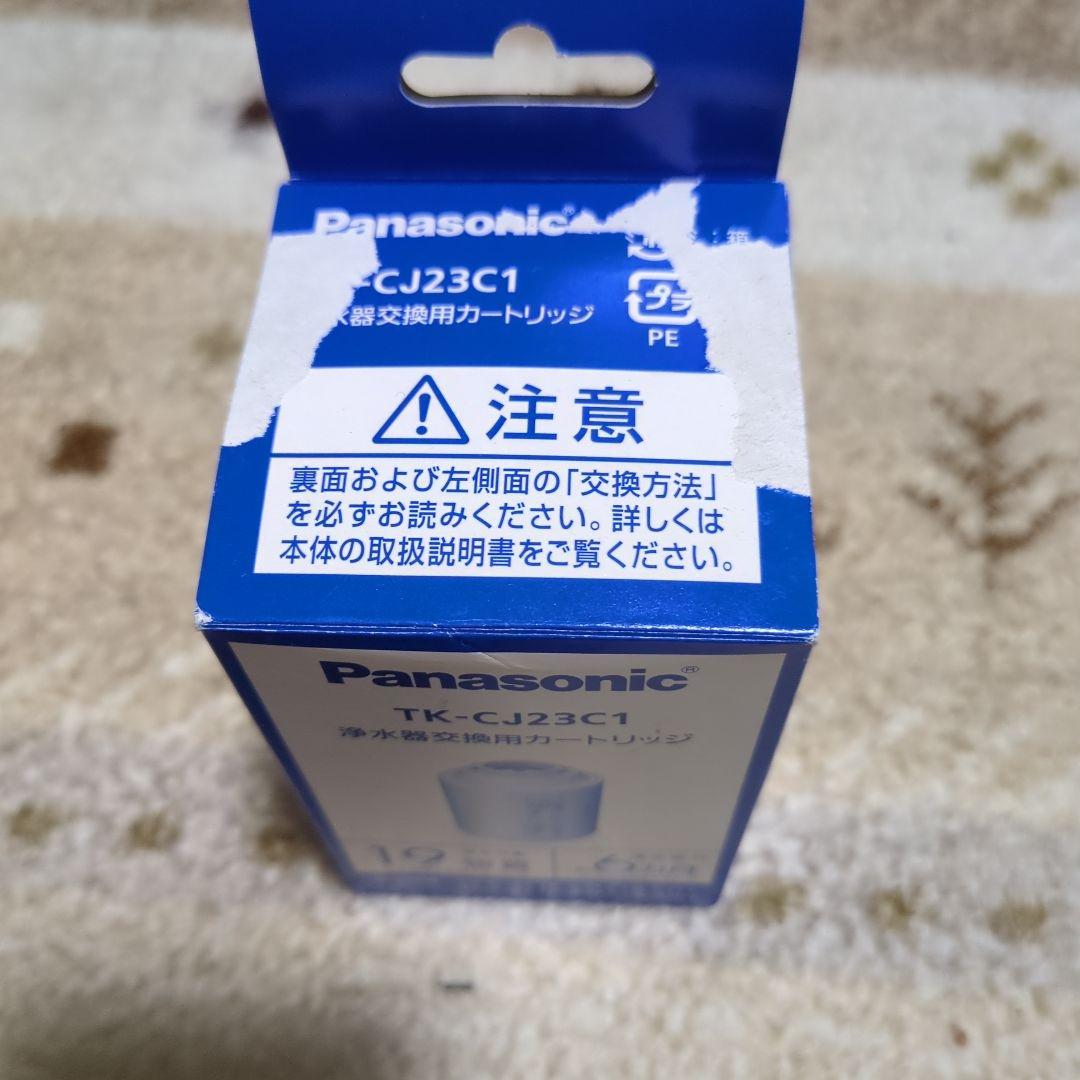 Panasonic®
-CJ23C1
水器交換用カートリッジ
プラ
PE
注意
裏面および左側面の「交換方法」
を必ずお読みください。詳しくは
本体の取扱説明書をご覧ください。
Panasonic®
TK-CJ23C1
浄水器交換用カートリッジ